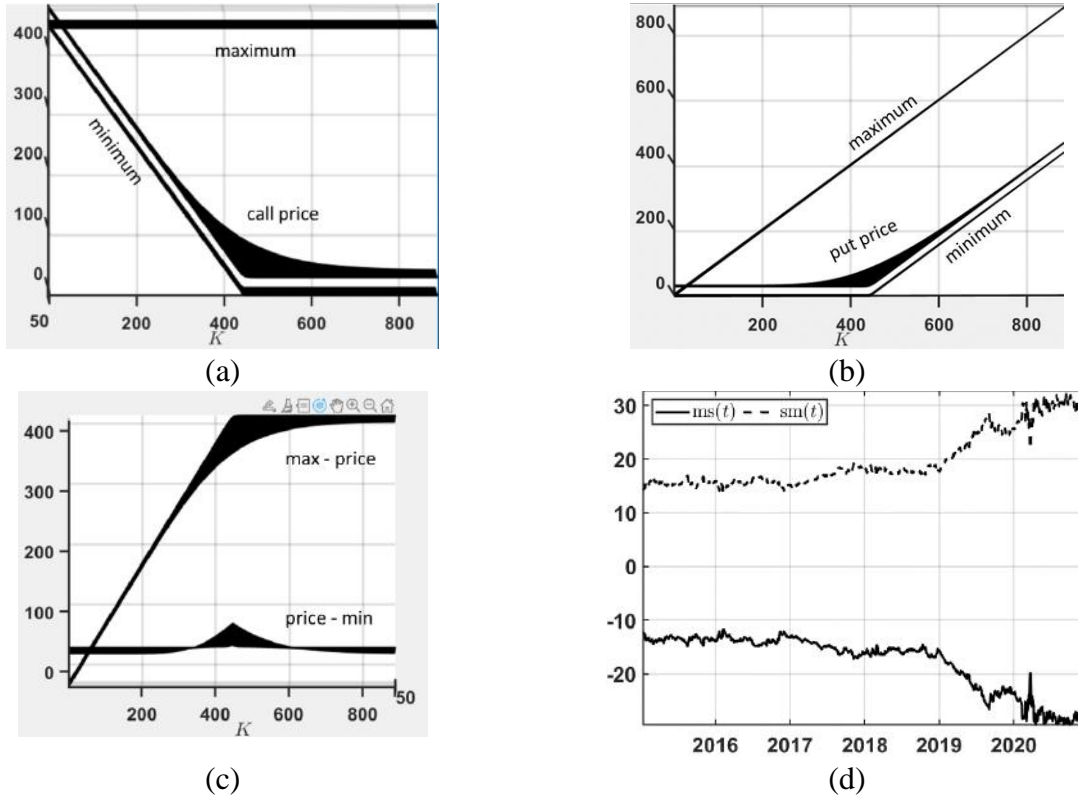 400
300
200
100
0
50
200
400
600
800
K
maximum
minimum
call price
(a)
800
600
400
200
0
200
400
600
800
K
maximum
put price
minimum
(b)
400
300
200
100
0
200
400
600
800
50
K
max - price
price - min
(c)
30
20
10
0
-10
-20
2016
2017
2018
2019
2020
ms(t) sm(t)
(d)